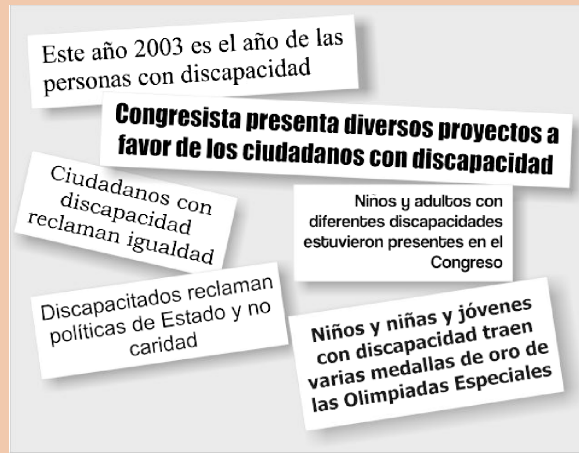 Este año 2003 es el año de las
personas con discapacidad
Congresista presenta diversos proyectos a
favor de los ciudadanos con discapacidad
Ciudadanos con
discapacidad
reclaman igualdad
Niños y adultos con
diferentes discapacidades
estuvieron presentes en el
Congreso
Discapacitados reclaman
políticas de Estado y no
caridad
Niños y niñas y jóvenes
con discapacidad traen
varias medallas de oro de
las Olimpiadas Especiales